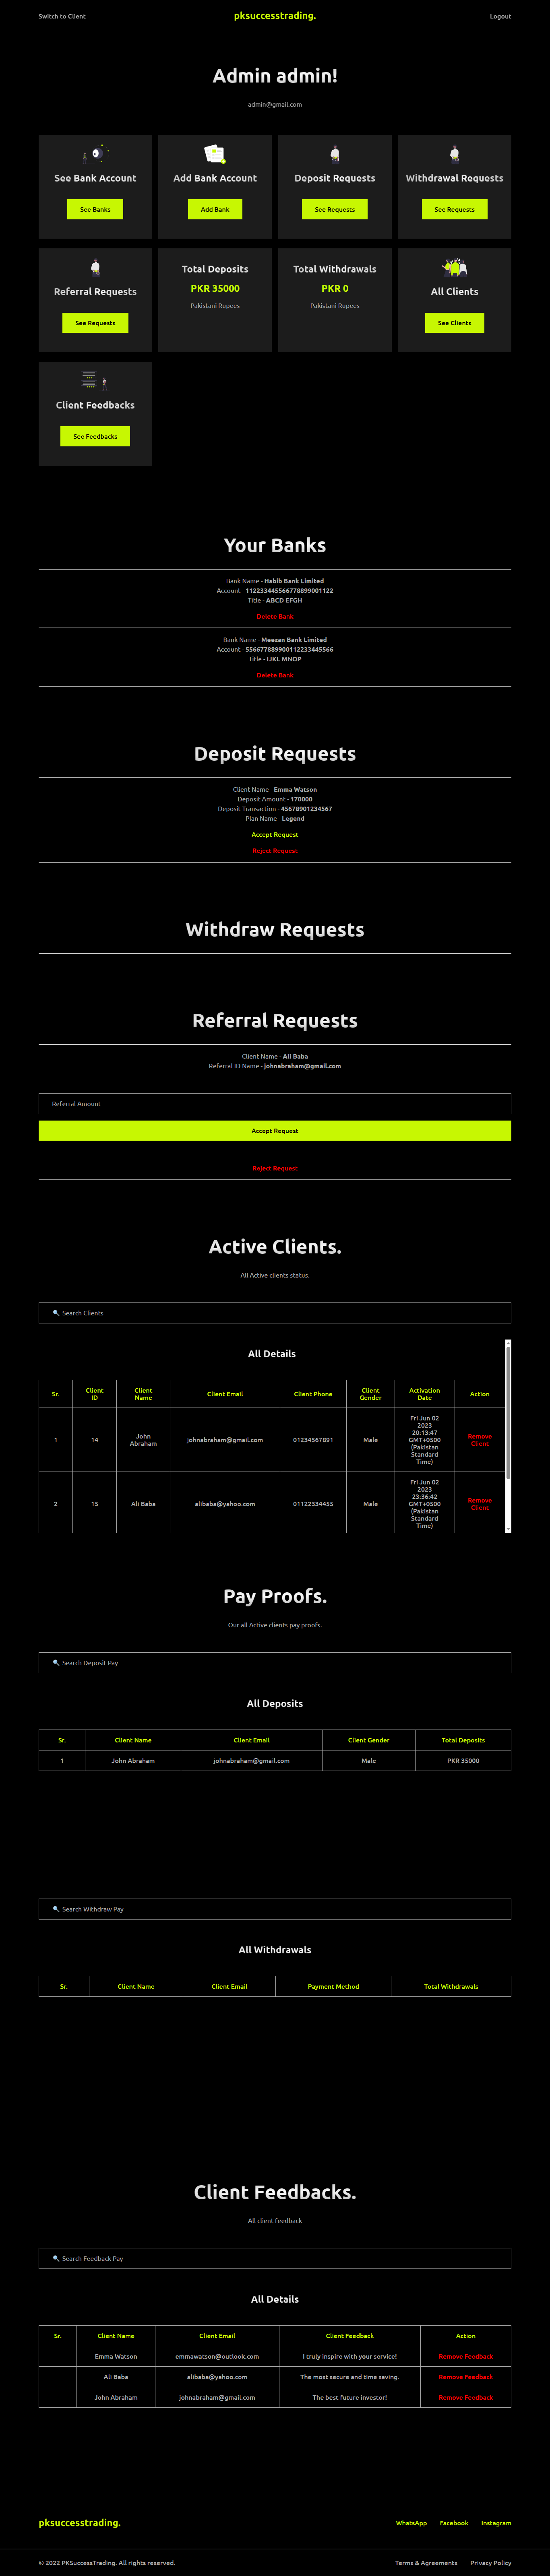 Switch to Client
pksuccesstrading.
Logout
Admin admin!
admin@gmail.com
See Bank Account
See Banks
Add Bank Account
Add Bank
Deposit Requests
See Requests
Withdrawal Requests
See Requests
Referral Requests
See Requests
Total Deposits
PKR 35000
Pakistani Rupees
Total Withdrawals
PKR 0
Pakistani Rupees
All Clients
See Clients
Client Feedbacks
See Feedbacks
Your Banks
Bank Name - Habib Bank Limited
Account - 112233445566778899001122
Title - ABCD EFGH
Delete Bank
Bank Name - Meezan Bank Limited
Account - 556677889900112233445566
Title - IJKL MNOP
Delete Bank
Deposit Requests
Client Name - Emma Watson
Deposit Amount - 170000
Deposit Transaction - 45678901234567
Plan Name - Legend
Accept Request
Reject Request
Withdraw Requests
Referral Requests
Client Name - Ali Baba
Referral ID Name - johnabraham@gmail.com
Referral Amount
Accept Request
Reject Request
Active Clients.
All Active clients status.
Search Clients
All Details
Sr. Client ID Client Name Client Email Client Phone Client Gender Activation Date Action
1 14 John Abraham johnabraham@gmail.com 01234567891 Male Fri Jun 02 2023 20:13:47 GMT+0500 (Pakistan Standard Time) Remove Client
2 15 Ali Baba alibaba@yahoo.com 01122334455 Male Fri Jun 02 2023 23:36:42 GMT+0500 (Pakistan Standard Time) Remove Client
Pay Proofs.
Our all Active clients pay proofs.
Search Deposit Pay
All Deposits
Sr. Client Name Client Email Client Gender Total Deposits
1 John Abraham johnabraham@gmail.com Male PKR 35000
Search Withdraw Pay
All Withdrawals
Sr. Client Name Client Email Payment Method Total Withdrawals
Client Feedbacks.
All client feedback
Search Feedback Pay
All Details
Sr. Client Name Client Email Client Feedback Action
Emma Watson emmawatson@outlook.com I truly inspire with your service! Remove Feedback
Ali Baba alibaba@yahoo.com The most secure and time saving. Remove Feedback
John Abraham johnabraham@gmail.com The best future investor! Remove Feedback
pksuccesstrading.
WhatsApp Facebook Instagram
© 2022 PKSuccessTrading. All rights reserved.
Terms & Agreements Privacy Policy